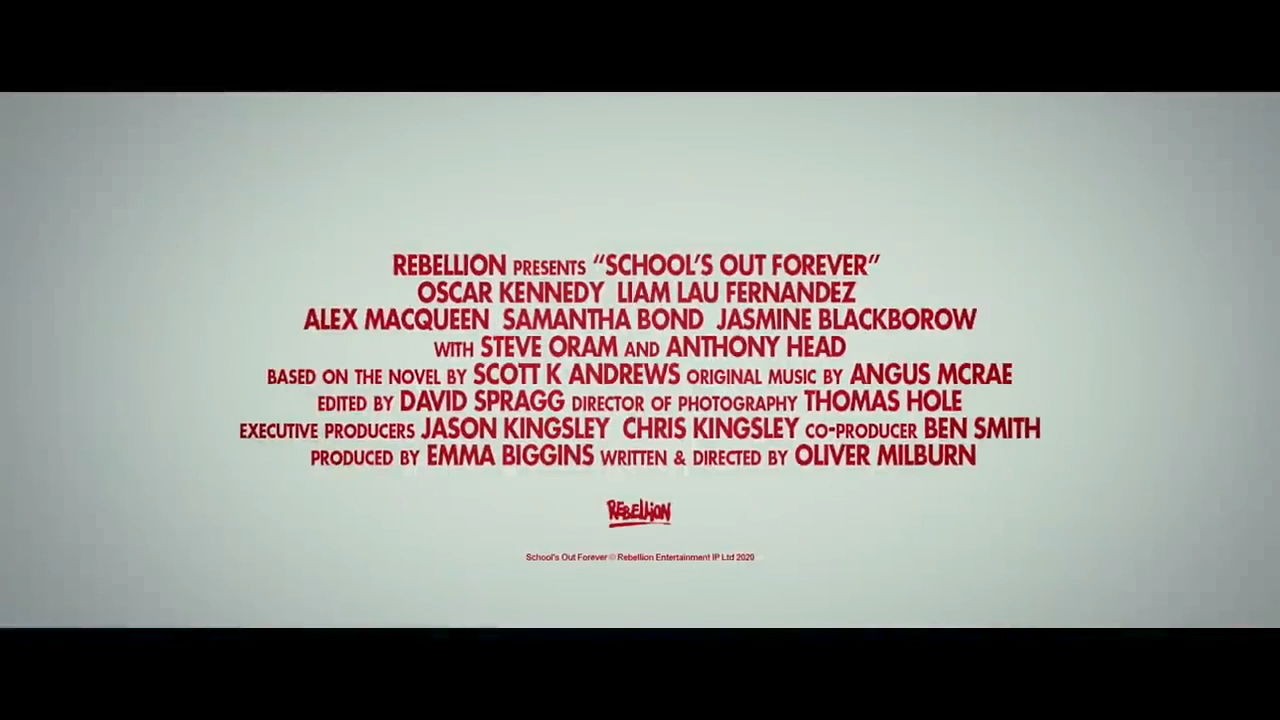 REBELLION PRESENTS “SCHOOL’S OUT FOREVER”
OSCAR KENNEDY LIAM LAU FERNANDEZ
ALEX MACQUEEN SAMANTHA BOND JASMINE BLACKBOROW
WITH STEVE ORAM AND ANTHONY HEAD
BASED ON THE NOVEL BY SCOTT K ANDREWS ORIGINAL MUSIC BY ANGUS MCRAE
EDITED BY DAVID SPRAGG DIRECTOR OF PHOTOGRAPHY THOMAS HOLE
EXECUTIVE PRODUCERS JASON KINGSLEY CHRIS KINGSLEY CO-PRODUCER BEN SMITH
PRODUCED BY EMMA BIGGINS WRITTEN & DIRECTED BY OLIVER MILBURN
REBELLION
School's Out Forever © Rebellion Entertainment IP Ltd 2020